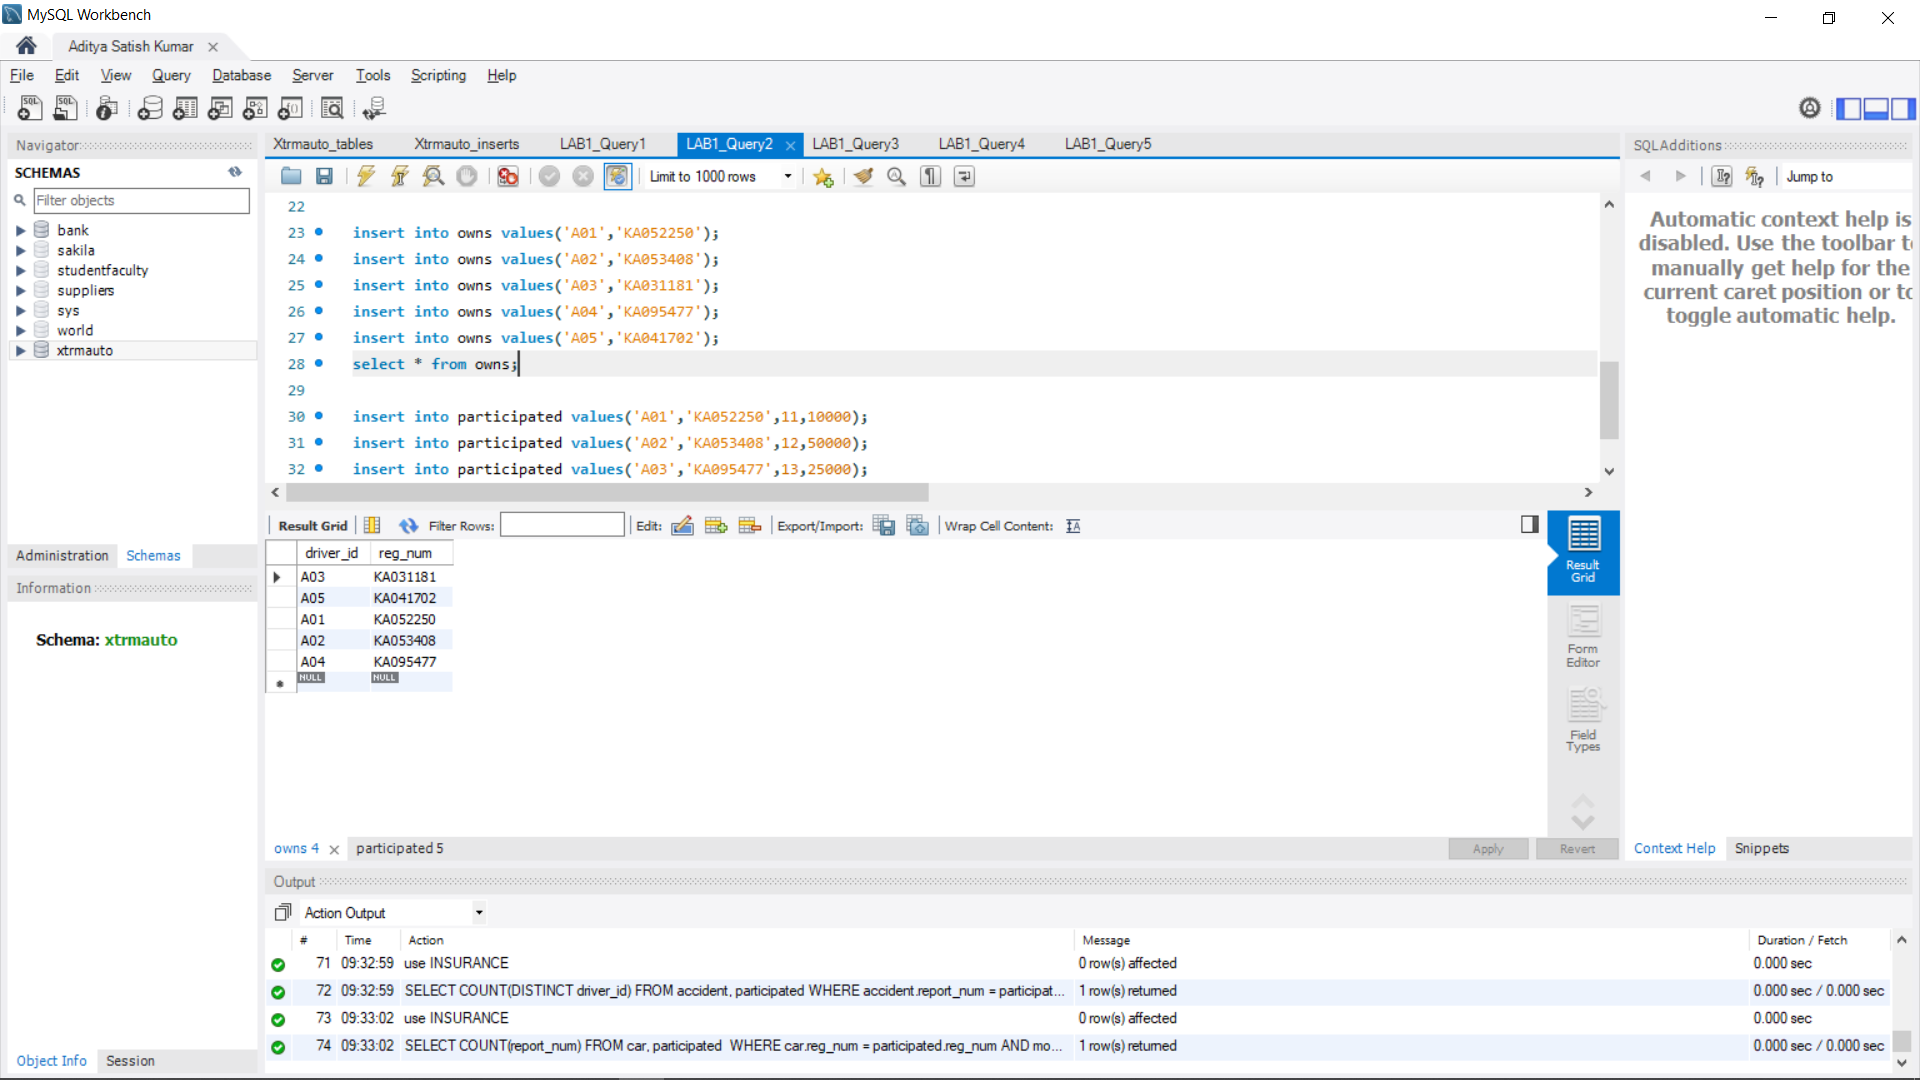 MySQL Workbench
Aditya Satish Kumar
File Edit View Query Database Server Tools Scripting Help
Navigator
SCHEMAS
Filter objects
bank
sakila
studentfaculty
suppliers
sys
world
xtrmauto
Administration Schemas
Information
Schema: xtrmauto
Object Info Session
Xtrmauto_tables Xtrmauto_inserts LAB1_Query1 LAB1_Query2 LAB1_Query3 LAB1_Query4 LAB1_Query5
Limit to 1000 rows
22
23 insert into owns values('A01','KA052250');
24 insert into owns values('A02','KA053408');
25 insert into owns values('A03','KA031181');
26 insert into owns values('A04','KA095477');
27 insert into owns values('A05','KA041702');
28 select * from owns;
29
30 insert into participated values('A01','KA052250',11,10000);
31 insert into participated values('A02','KA053408',12,50000);
32 insert into participated values('A03','KA095477',13,25000);
Result Grid Filter Rows: Edit: Export/Import: Wrap Cell Content:
driver_id reg_num
A03 KA031181
A05 KA041702
A01 KA052250
A02 KA053408
A04 KA095477
NULL NULL
Result
Grid
Form
Editor
Field
Types
owns 4 participated 5
Apply Revert
SQLAdditions
Jump to
Automatic context help is
disabled. Use the toolbar t
manually get help for the
current caret position or to
toggle automatic help.
Context Help Snippets
Output
Action Output
# Time Action Message Duration / Fetch
71 09:32:59 use INSURANCE 0 row(s) affected 0.000 sec
72 09:32:59 SELECT COUNT(DISTINCT driver_id) FROM accident, participated WHERE accident.report_num = participat... 1 row(s) returned 0.000 sec / 0.000 sec
73 09:33:02 use INSURANCE 0 row(s) affected 0.000 sec
74 09:33:02 SELECT COUNT(report_num) FROM car, participated WHERE car.reg_num = participated.reg_num AND mo... 1 row(s) returned 0.000 sec / 0.000 sec